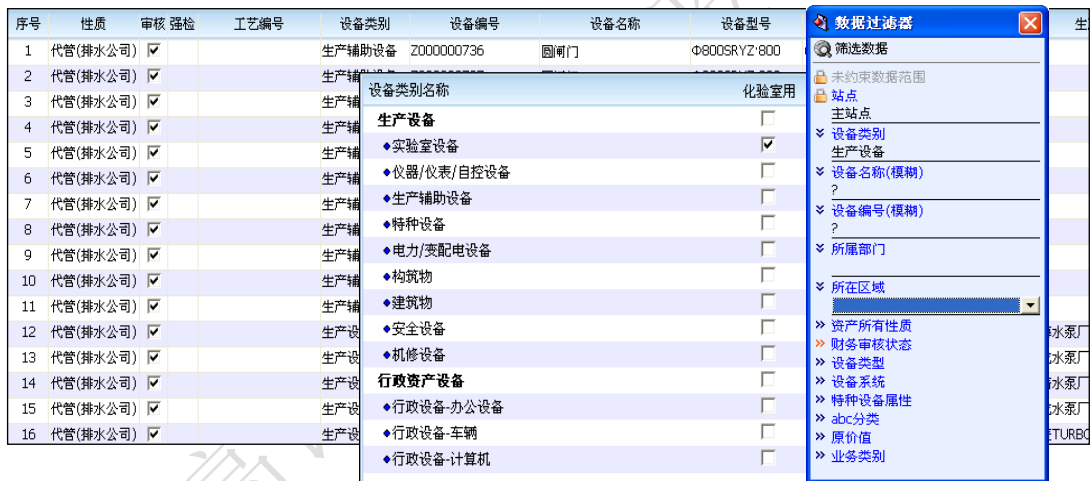 序号 性质 审核 强检 工艺编号 设备类别 设备编号 设备名称 设备型号
1 代管(排水公司) 生产辅助设备 Z000000736 圆闸门 Φ800SRYZ'800
2 代管(排水公司) 生产辅
3 代管(排水公司) 生产辅
4 代管(排水公司) 生产辅
5 代管(排水公司) 生产辅
6 代管(排水公司) 生产辅
7 代管(排水公司) 生产辅
8 代管(排水公司) 生产辅
9 代管(排水公司) 生产辅
10 代管(排水公司) 生产辅
11 代管(排水公司) 生产辅
12 代管(排水公司) 生产设 水泵厂
13 代管(排水公司) 生产设 水泵厂
14 代管(排水公司) 生产设 水泵厂
15 代管(排水公司) 生产设 水泵厂
16 代管(排水公司) 生产设 TURBO
设备类别名称 化验室用
生产设备
◆实验室设备
◆仪器/仪表/自控设备
◆生产辅助设备
◆特种设备
◆电力/变配电设备
◆构筑物
◆建筑物
◆安全设备
◆机修设备
行政资产设备
◆行政设备-办公设备
◆行政设备-车辆
◆行政设备-计算机
数据过滤器
筛选数据
未约束数据范围
站点
主站点
设备类别
生产设备
设备名称(模糊)
?
设备编号(模糊)
?
所属部门
所在区域
资产所有性质
财务审核状态
设备类型
设备系统
特种设备属性
abc分类
原价值
业务类别